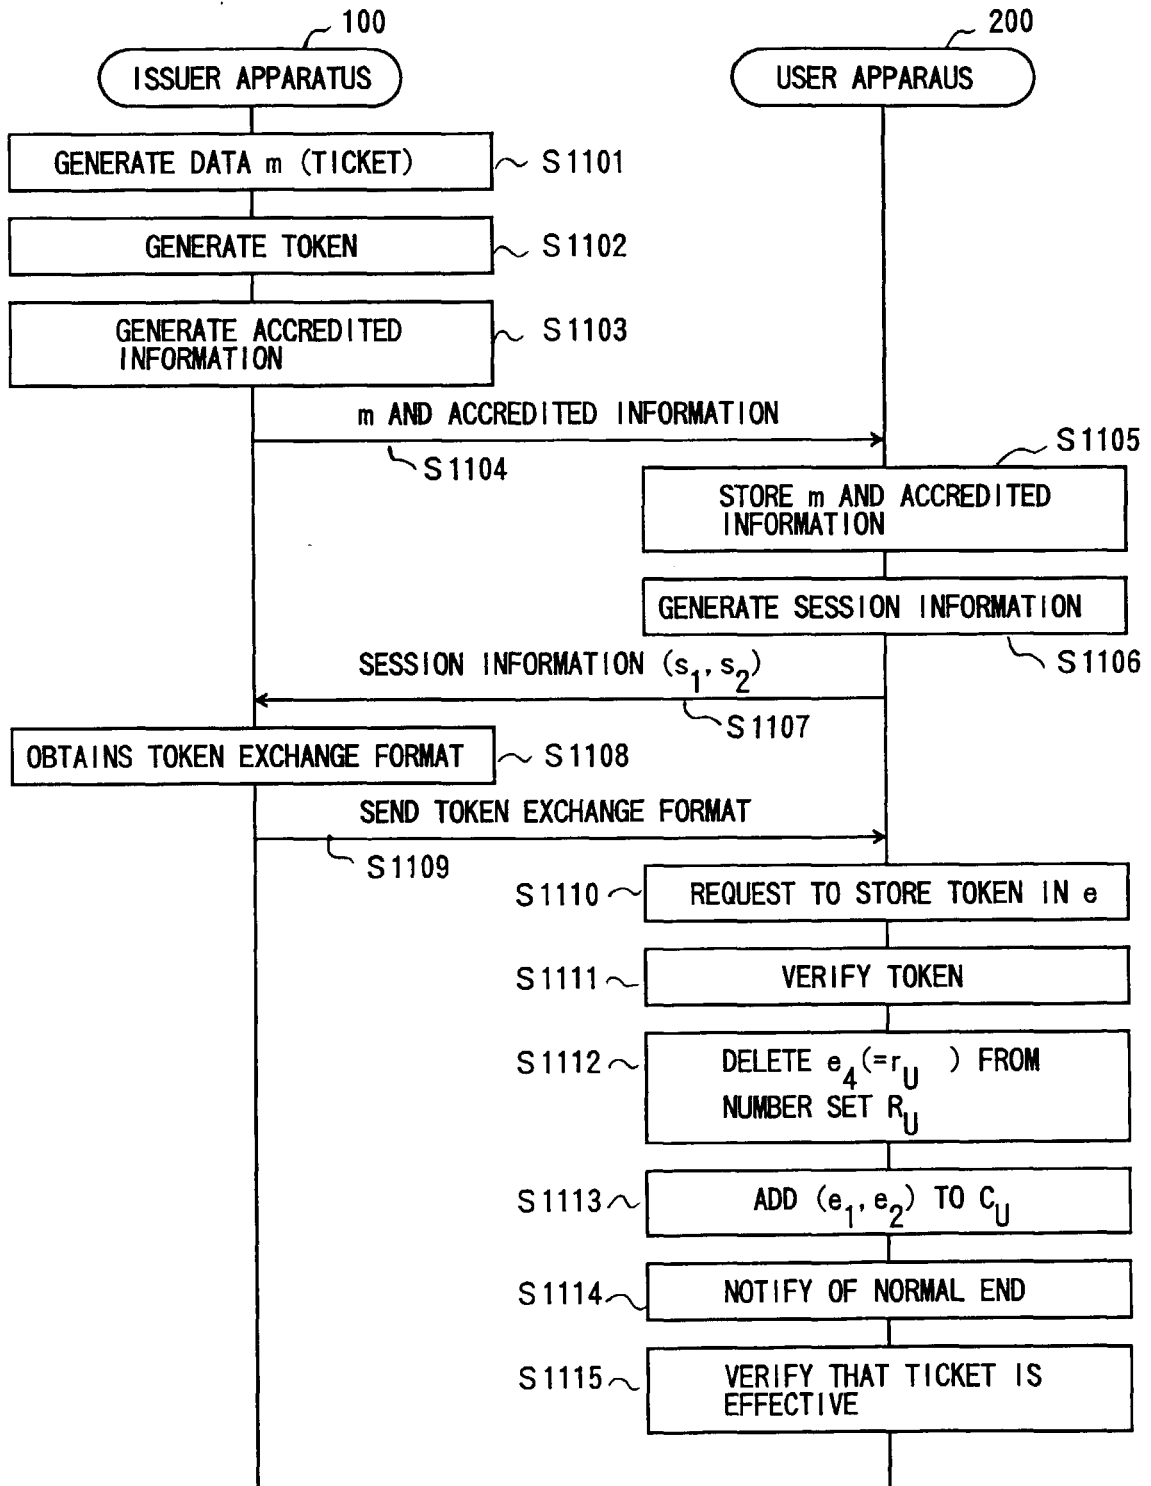 100
200
ISSUER APPARATUS
USER APPARAUS
GENERATE DATA m (TICKET)
S1101
GENERATE TOKEN
S1102
GENERATE ACCREDITED
INFORMATION
S1103
m AND ACCREDITED INFORMATION
S1104
S1105
STORE m AND ACCREDITED
INFORMATION
GENERATE SESSION INFORMATION
S1106
SESSION INFORMATION (s1, s2)
S1107
OBTAINS TOKEN EXCHANGE FORMAT
S1108
SEND TOKEN EXCHANGE FORMAT
S1109
S1110
REQUEST TO STORE TOKEN IN e
S1111
VERIFY TOKEN
S1112
DELETE e4(=rU ) FROM
NUMBER SET RU
S1113
ADD (e1, e2) TO CU
S1114
NOTIFY OF NORMAL END
S1115
VERIFY THAT TICKET IS
EFFECTIVE